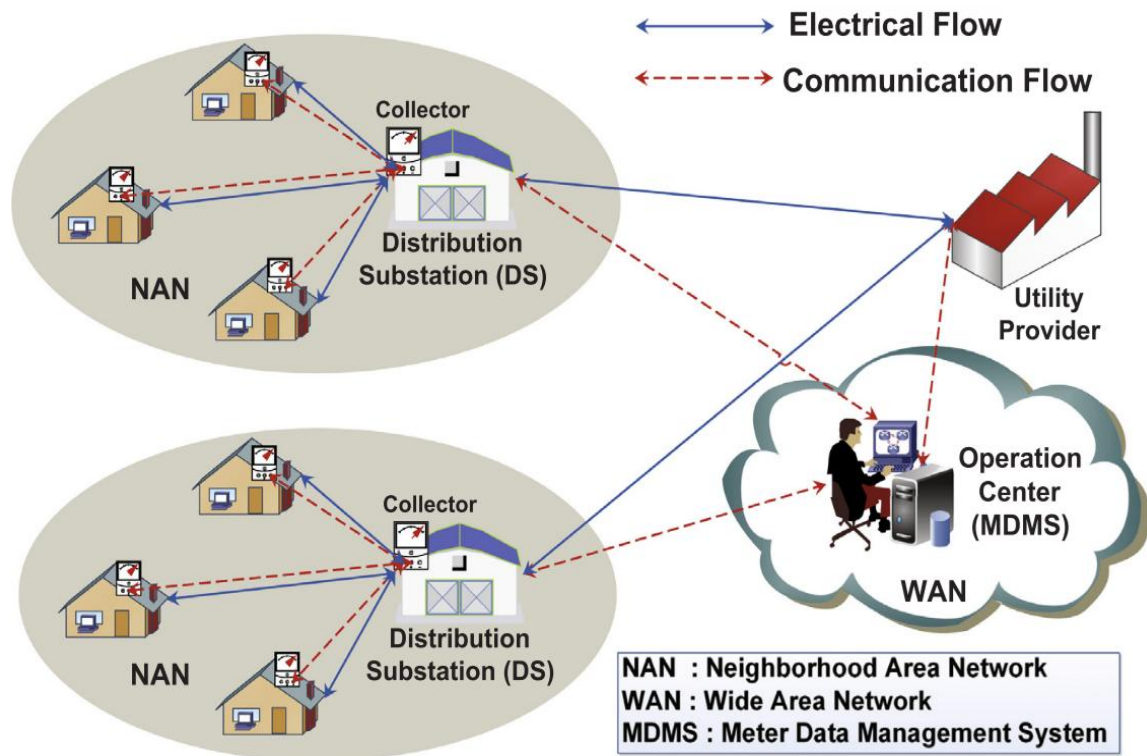 Electrical Flow
Communication Flow
Collector
Distribution
Substation (DS)
NAN
Utility
Provider
Collector
Distribution
Substation (DS)
NAN
Operation
Center
(MDMS)
WAN
NAN : Neighborhood Area Network
WAN : Wide Area Network
MDMS : Meter Data Management System